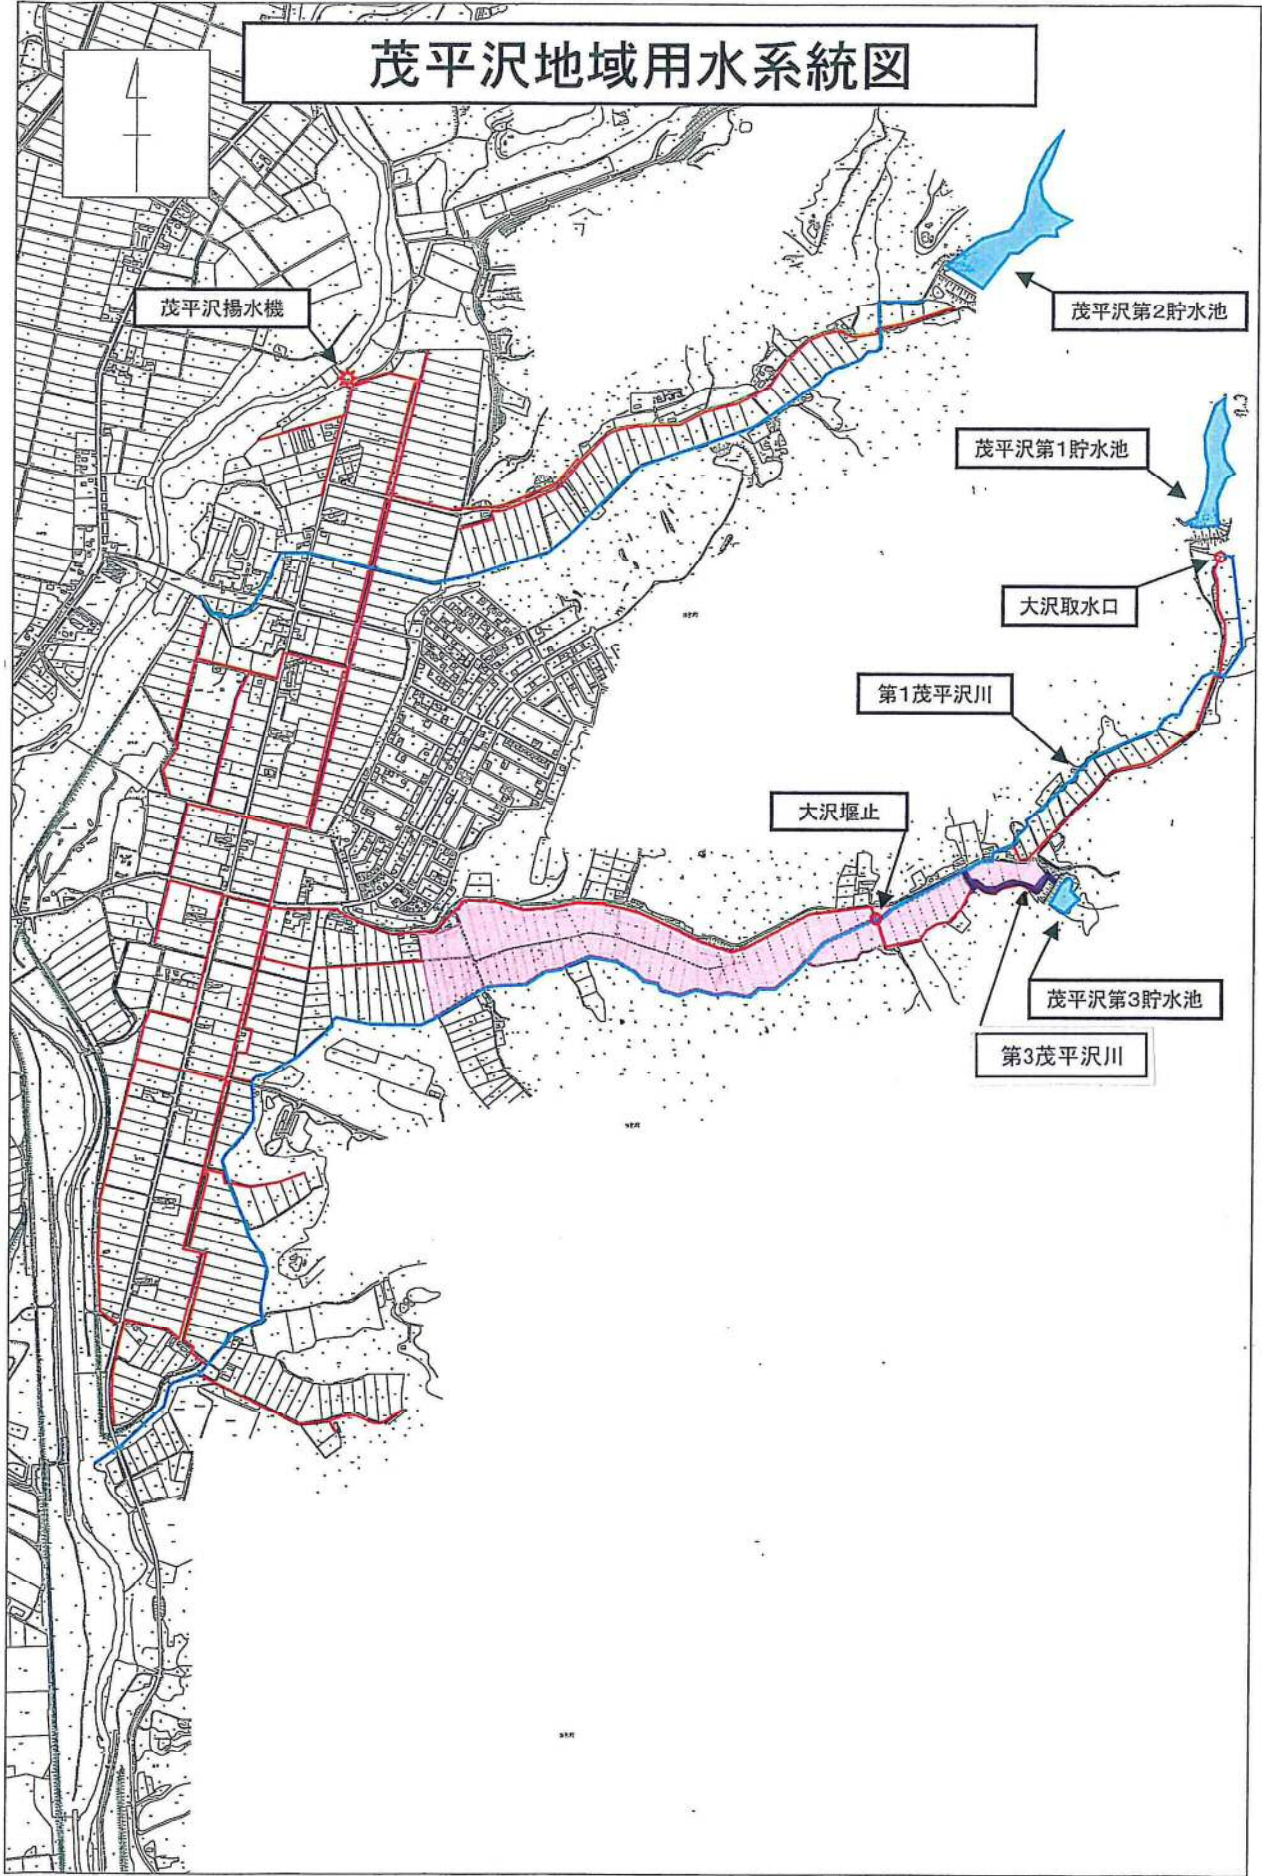 茂平沢地域用水系統図
茂平沢揚水機
茂平沢第2貯水池
茂平沢第1貯水池
大沢取水口
第1茂平沢川
大沢堰止
茂平沢第3貯水池
第3茂平沢川